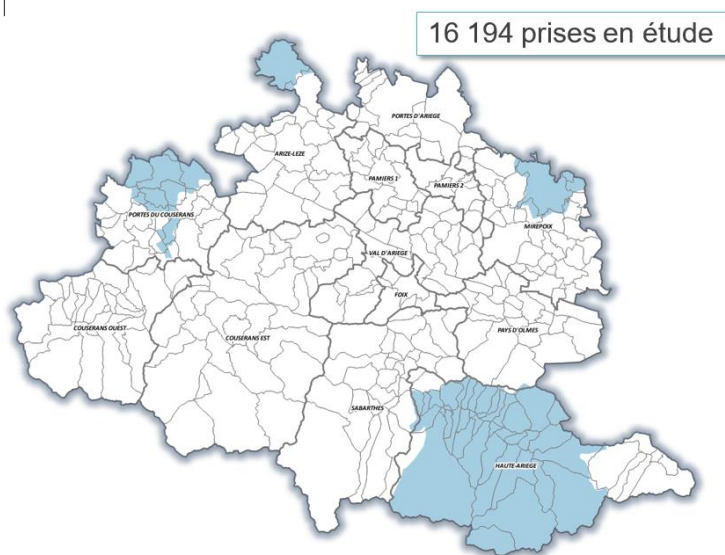 16 194 prises en étude
PORTES D'ARIEGE
ARIZE-LEZE
PAMIERS 1
PAMIERS 2
PORTES DU COUSERANS
MIREPOIX
VAL D'ARIEGE
FOIX
COUSERANS OUEST
COUSERANS EST
PAYS D'OLMES
SABARTHES
HAUTE-ARIEGE